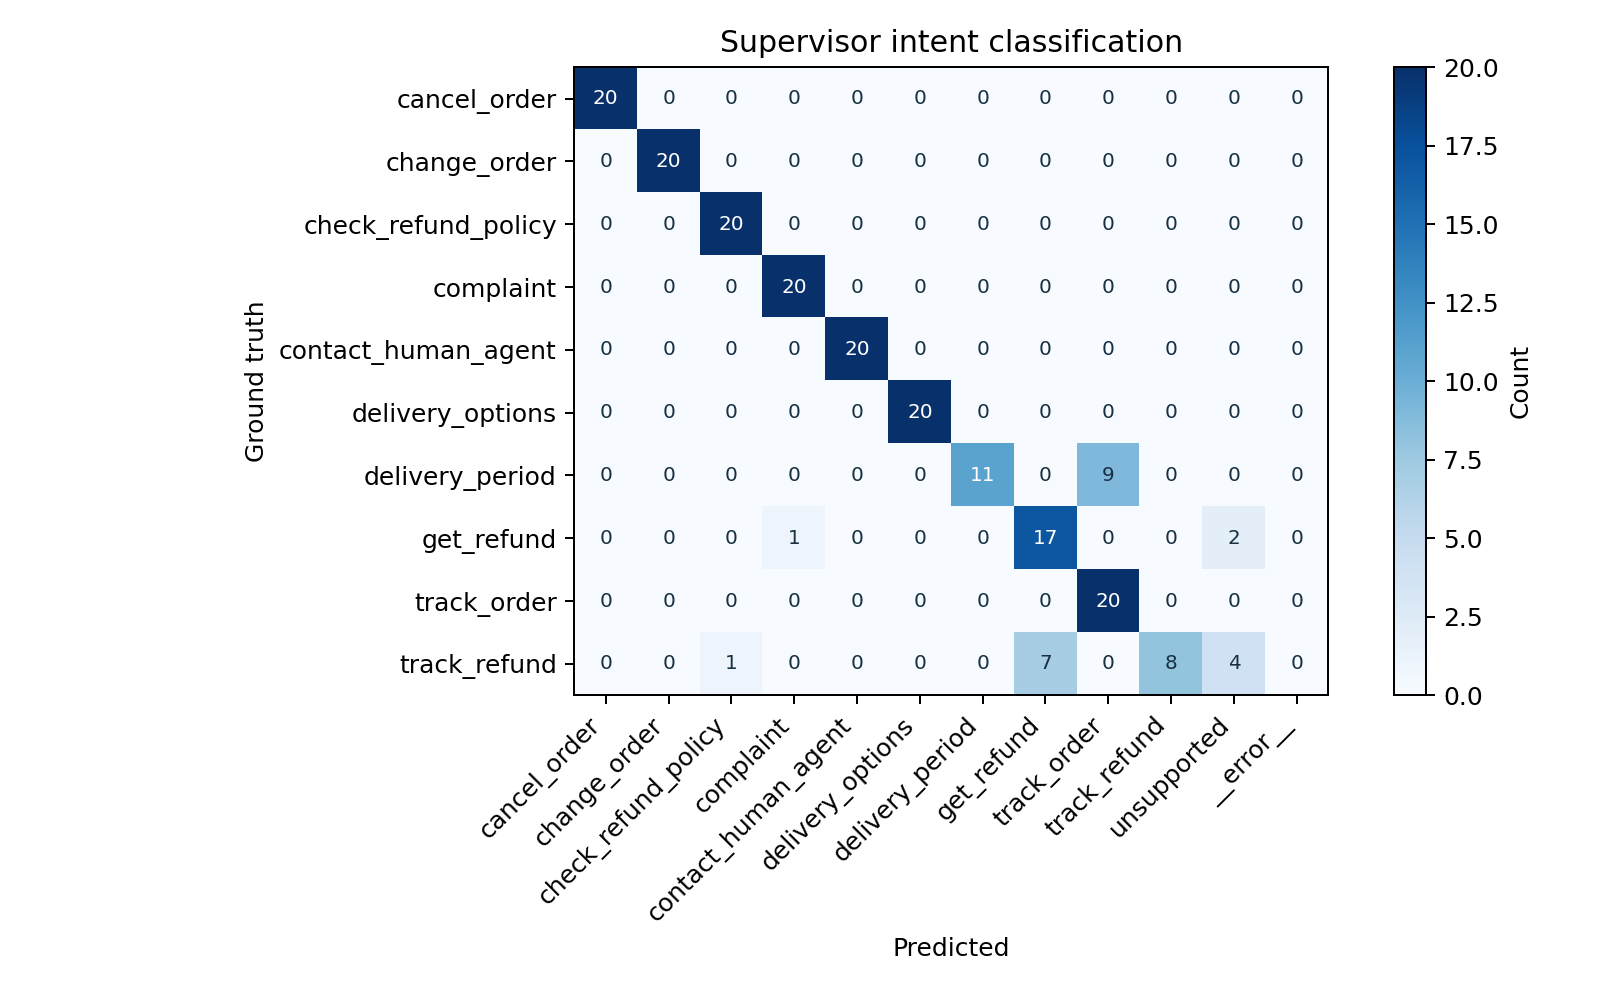 Supervisor intent classification
cancel_order 20 0 0 0 0 0 0 0 0 0 0 0
change_order 0 20 0 0 0 0 0 0 0 0 0 0
check_refund_policy 0 0 20 0 0 0 0 0 0 0 0 0
complaint 0 0 0 20 0 0 0 0 0 0 0 0
contact_human_agent 0 0 0 0 20 0 0 0 0 0 0 0
delivery_options 0 0 0 0 0 20 0 0 0 0 0 0
delivery_period 0 0 0 0 0 0 11 0 9 0 0 0
get_refund 0 0 0 1 0 0 0 17 0 0 2 0
track_order 0 0 0 0 0 0 0 0 20 0 0 0
track_refund 0 0 1 0 0 0 0 7 0 8 4 0
Ground truth
cancel_order
change_order
check_refund_policy
complaint
contact_human_agent
delivery_options
delivery_period
get_refund
track_order
track_refund
unsupported
__error__
Predicted
20.0
17.5
15.0
12.5
10.0
7.5
5.0
2.5
0.0
Count